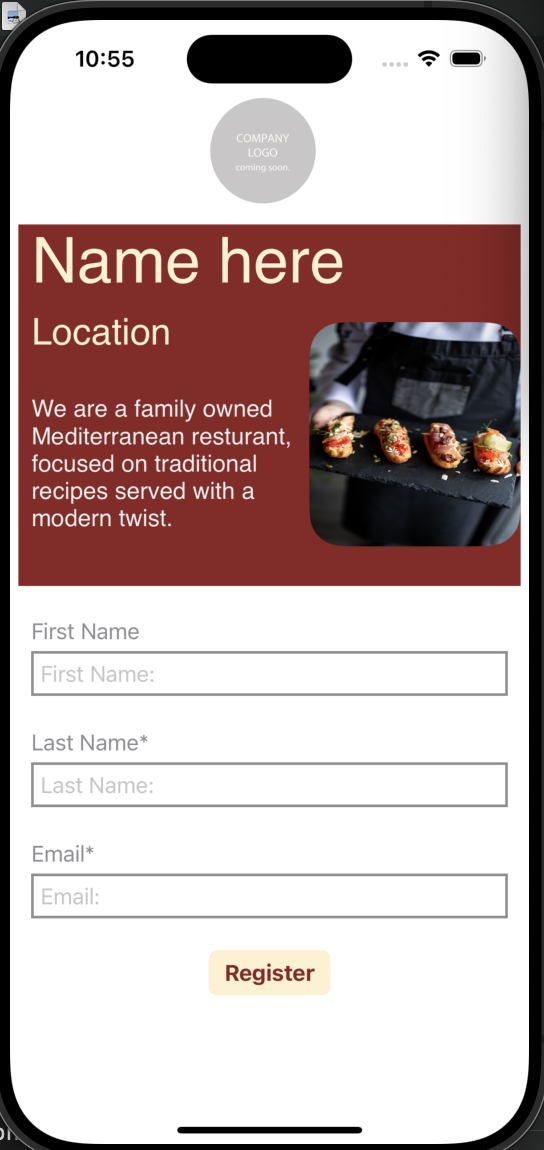 10:55
COMPANY
LOGO
coming soon.
Name here
Location
We are a family owned
Mediterranean resturant,
focused on traditional
recipes served with a
modern twist.
First Name
First Name:
Last Name*
Last Name:
Email*
Email:
Register